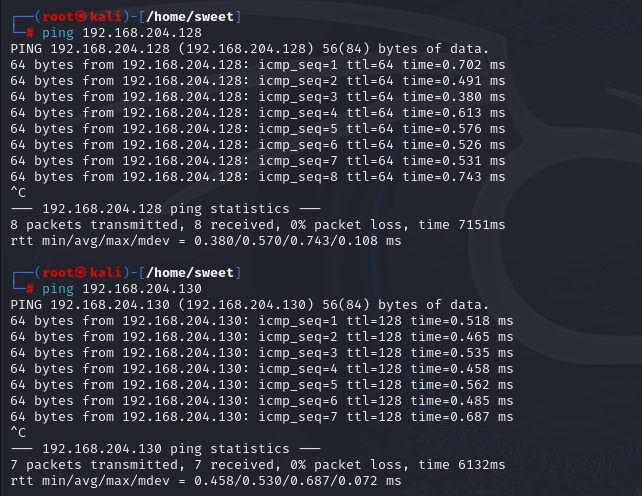 ┌──(root㉿kali)-[/home/sweet]
└─# ping 192.168.204.128
PING 192.168.204.128 (192.168.204.128) 56(84) bytes of data.
64 bytes from 192.168.204.128: icmp_seq=1 ttl=64 time=0.702 ms
64 bytes from 192.168.204.128: icmp_seq=2 ttl=64 time=0.491 ms
64 bytes from 192.168.204.128: icmp_seq=3 ttl=64 time=0.380 ms
64 bytes from 192.168.204.128: icmp_seq=4 ttl=64 time=0.613 ms
64 bytes from 192.168.204.128: icmp_seq=5 ttl=64 time=0.576 ms
64 bytes from 192.168.204.128: icmp_seq=6 ttl=64 time=0.526 ms
64 bytes from 192.168.204.128: icmp_seq=7 ttl=64 time=0.531 ms
64 bytes from 192.168.204.128: icmp_seq=8 ttl=64 time=0.743 ms
^C
--- 192.168.204.128 ping statistics ---
8 packets transmitted, 8 received, 0% packet loss, time 7151ms
rtt min/avg/max/mdev = 0.380/0.570/0.743/0.108 ms
┌──(root㉿kali)-[/home/sweet]
└─# ping 192.168.204.130
PING 192.168.204.130 (192.168.204.130) 56(84) bytes of data.
64 bytes from 192.168.204.130: icmp_seq=1 ttl=128 time=0.518 ms
64 bytes from 192.168.204.130: icmp_seq=2 ttl=128 time=0.465 ms
64 bytes from 192.168.204.130: icmp_seq=3 ttl=128 time=0.535 ms
64 bytes from 192.168.204.130: icmp_seq=4 ttl=128 time=0.458 ms
64 bytes from 192.168.204.130: icmp_seq=5 ttl=128 time=0.562 ms
64 bytes from 192.168.204.130: icmp_seq=6 ttl=128 time=0.485 ms
64 bytes from 192.168.204.130: icmp_seq=7 ttl=128 time=0.687 ms
^C
--- 192.168.204.130 ping statistics ---
7 packets transmitted, 7 received, 0% packet loss, time 6132ms
rtt min/avg/max/mdev = 0.458/0.530/0.687/0.072 ms